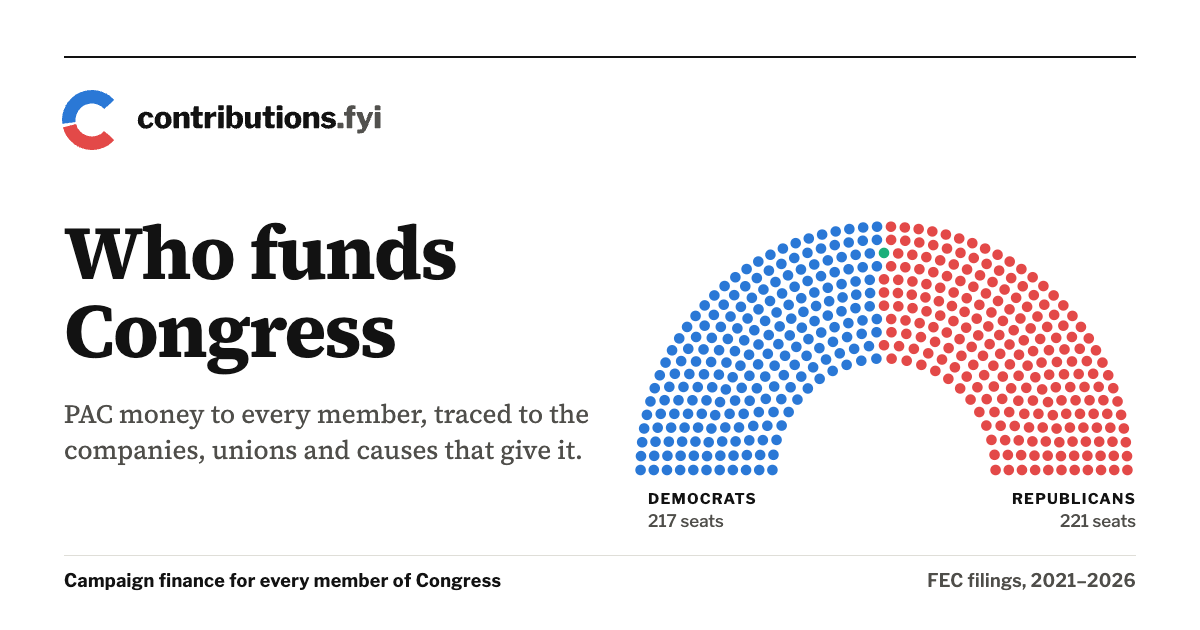 contributions.fyi
Who funds
Congress
PAC money to every member, traced to the
companies, unions and causes that give it.
DEMOCRATS
217 seats
REPUBLICANS
221 seats
Campaign finance for every member of Congress
FEC filings, 2021–2026